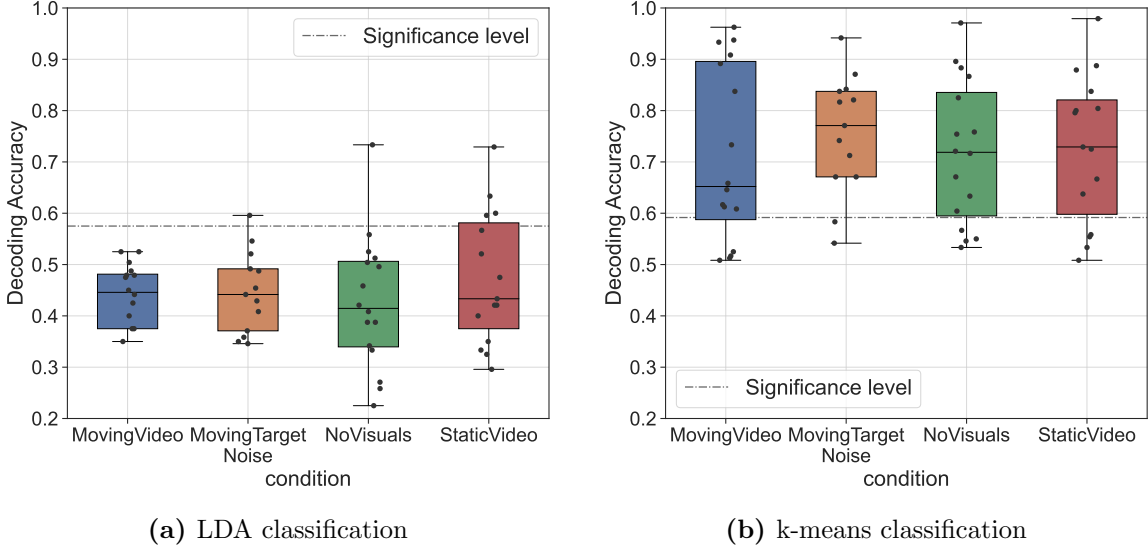 1.0
0.9
0.8
0.7
0.6
0.5
0.4
0.3
0.2
Decoding Accuracy
Significance level
MovingVideo
MovingTarget
Noise
NoVisuals
StaticVideo
condition
(a) LDA classification
1.0
0.9
0.8
0.7
0.6
0.5
0.4
0.3
0.2
Decoding Accuracy
Significance level
MovingVideo
MovingTarget
Noise
NoVisuals
StaticVideo
condition
(b) k-means classification